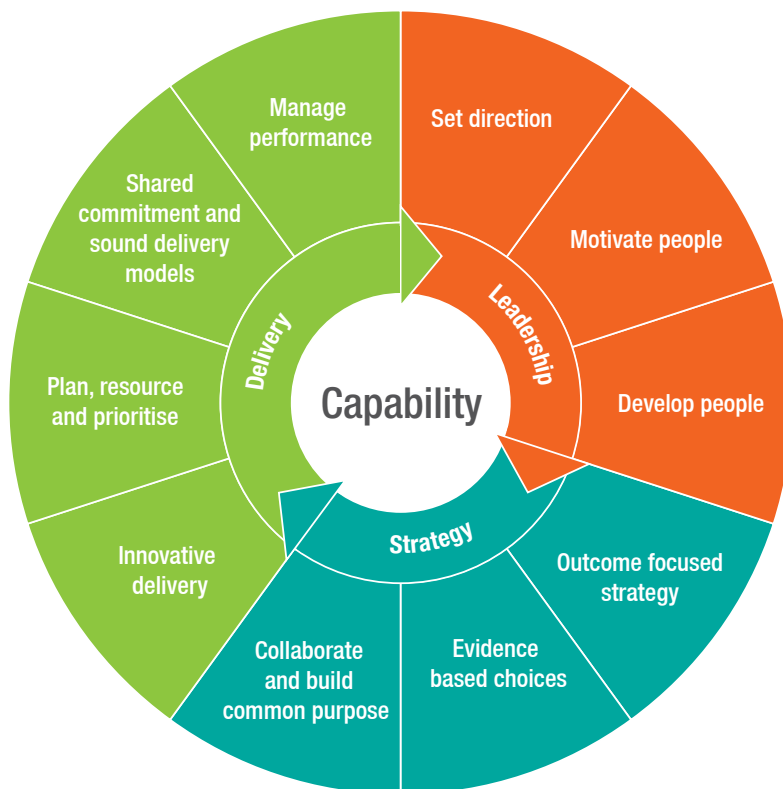 Manage
performance
Set direction
Shared
commitment and
sound delivery
models
Motivate people
Delivery
Leadership
Plan, resource
and prioritise
Capability
Develop people
Strategy
Innovative
delivery
Outcome focused
strategy
Collaborate
and build
common purpose
Evidence
based choices